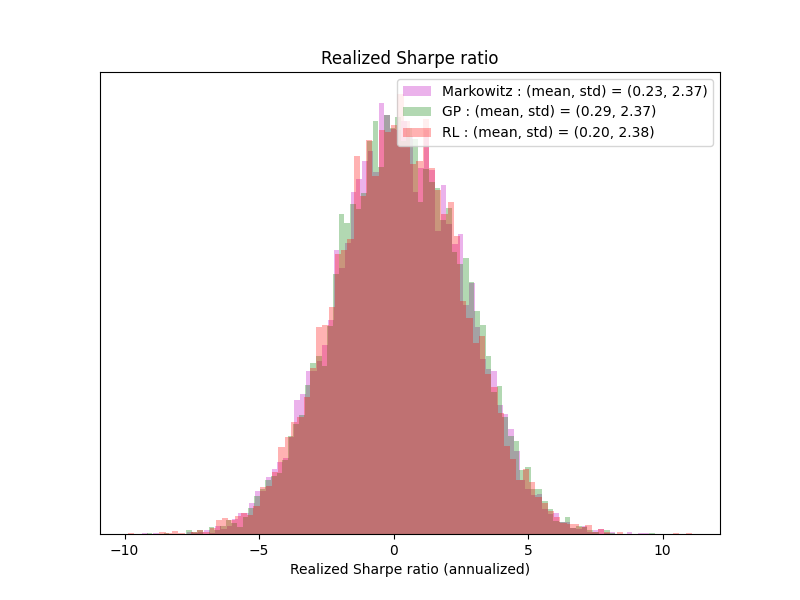 Realized Sharpe ratio
Markowitz : (mean, std) = (0.23, 2.37)
GP : (mean, std) = (0.29, 2.37)
RL : (mean, std) = (0.20, 2.38)
−10 −5 0 5 10
Realized Sharpe ratio (annualized)